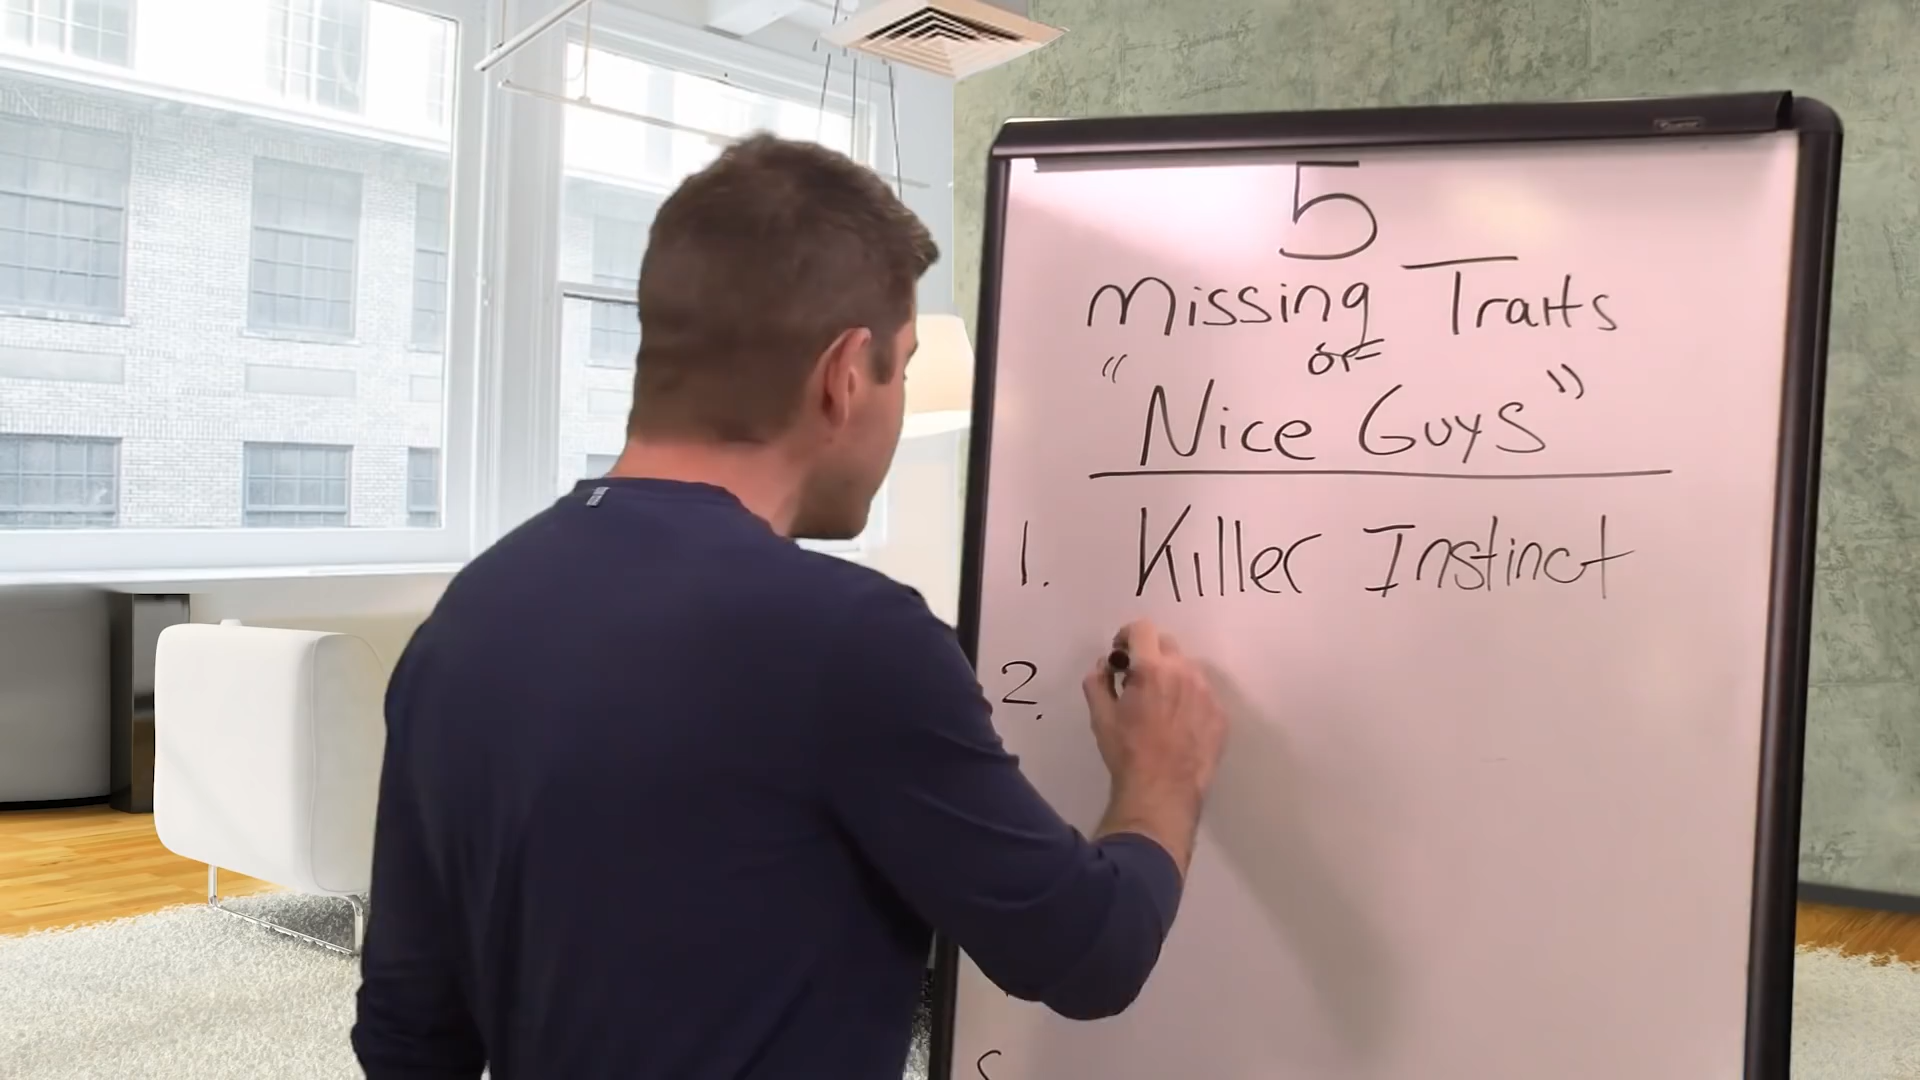 5
Missing Traits
of
"Nice Guys"
1. Killer Instinct
2.